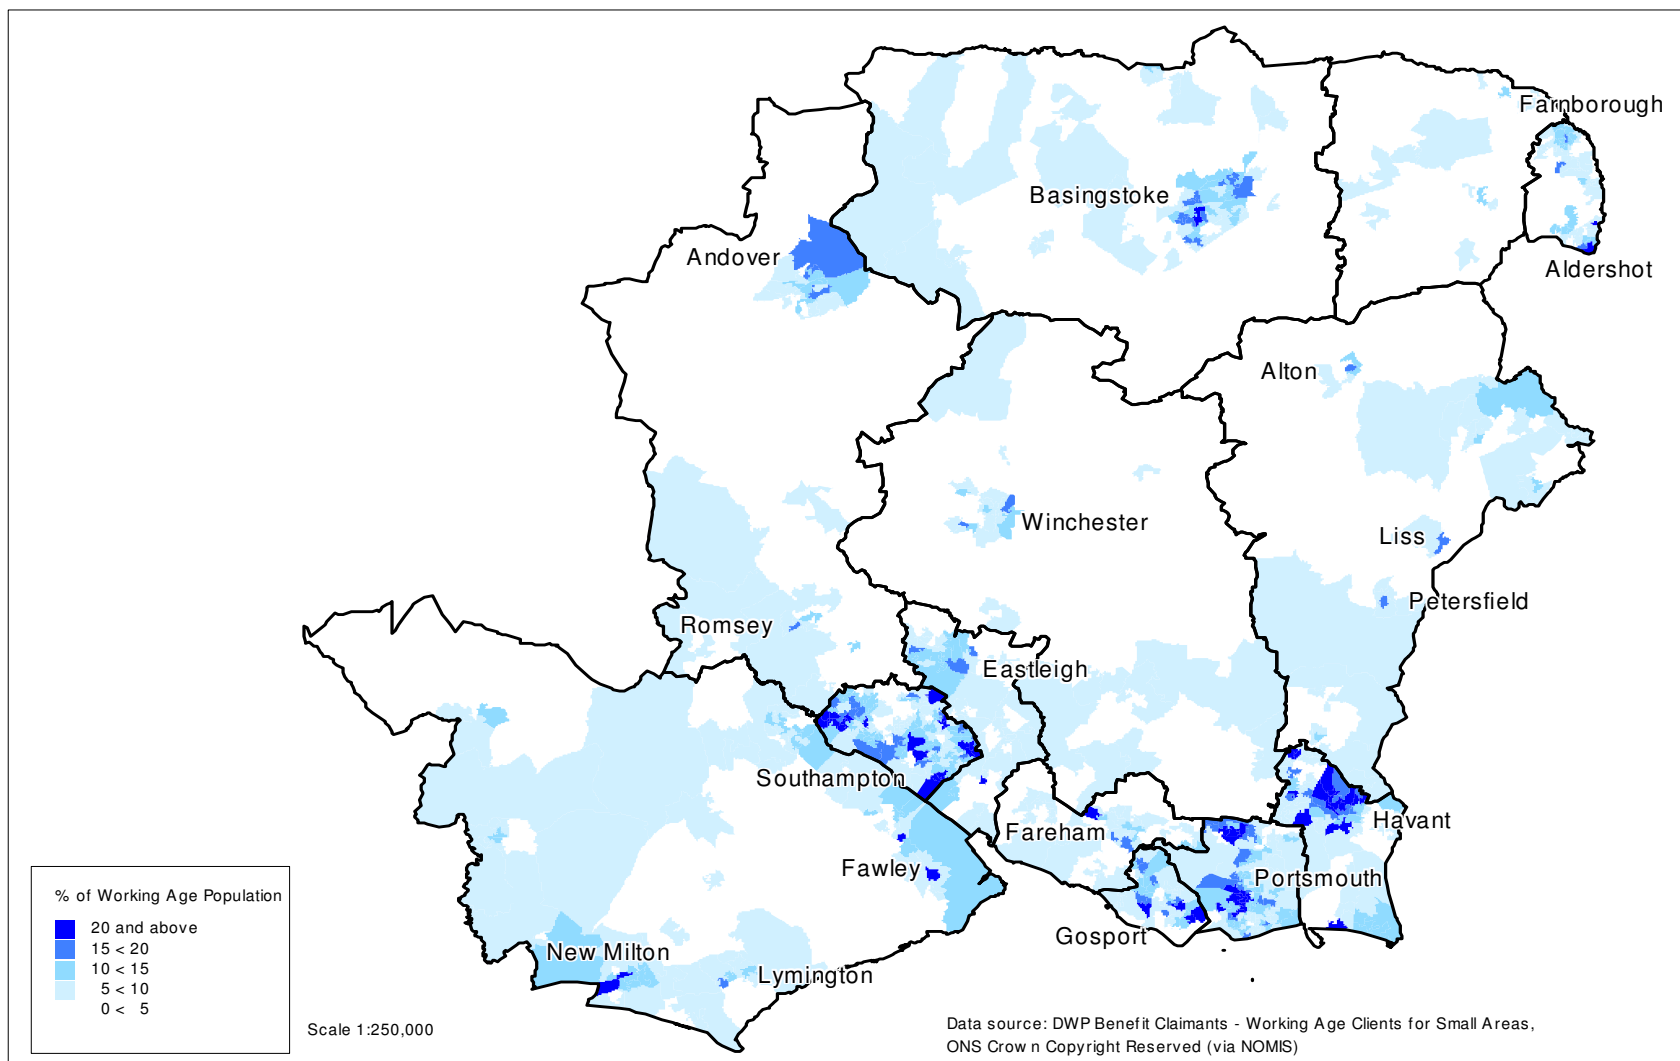 Farnborough
Basingstoke
Andover
Aldershot
Alton
Winchester
Liss
Petersfield
Romsey
Eastleigh
Southampton
Havant
Fareham
Fawley
Portsmouth
Gosport
New Milton
Lymington
% of Working Age Population
20 and above
15 < 20
10 < 15
5 < 10
0 < 5
Scale 1:250,000
Data source: DWP Benefit Claimants - Working Age Clients for Small Areas,
ONS Crown Copyright Reserved (via NOMIS)